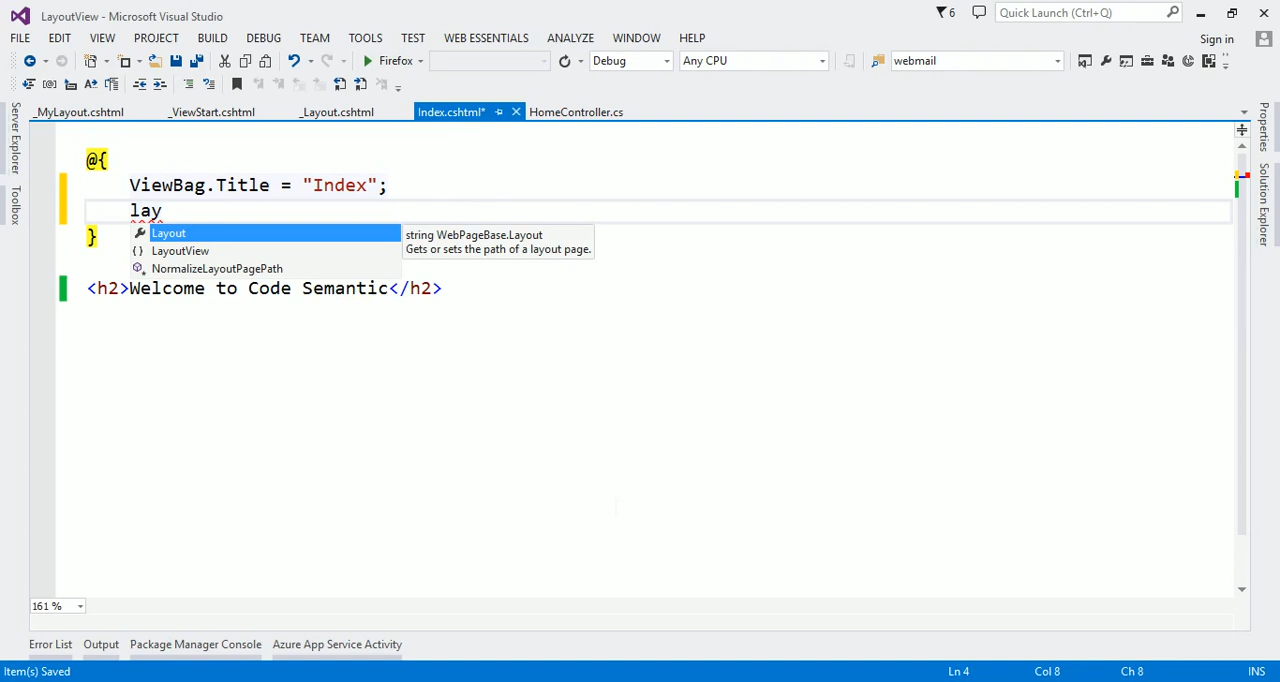 LayoutView - Microsoft Visual Studio
6
Quick Launch (Ctrl+Q)
FILE EDIT VIEW PROJECT BUILD DEBUG TEAM TOOLS TEST WEB ESSENTIALS ANALYZE WINDOW HELP
Sign in
Firefox
Debug
Any CPU
webmail
_MyLayout.cshtml
_ViewStart.cshtml
_Layout.cshtml
Index.cshtml*
HomeController.cs
Server Explorer
Toolbox
Properties
Solution Explorer
@{
ViewBag.Title = "Index";
lay
Layout
LayoutView
NormalizeLayoutPagePath
string WebPageBase.Layout
Gets or sets the path of a layout page.
}
<h2>Welcome to Code Semantic</h2>
161 %
Error List Output Package Manager Console Azure App Service Activity
Item(s) Saved
Ln 4
Col 8
Ch 8
INS